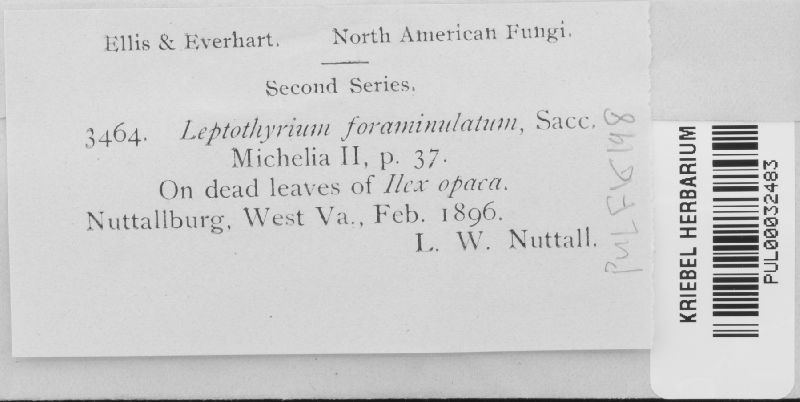 Ellis & Everhart. North American Fungi.
Second Series.
3464. Leptothyrium foraminulatum, Sacc.
Michelia II, p. 37.
On dead leaves of Ilex opaca.
Nuttallburg, West Va., Feb. 1896.
L. W. Nuttall.
PUL FK198
KRIEBEL HERBARIUM
PUL00032483